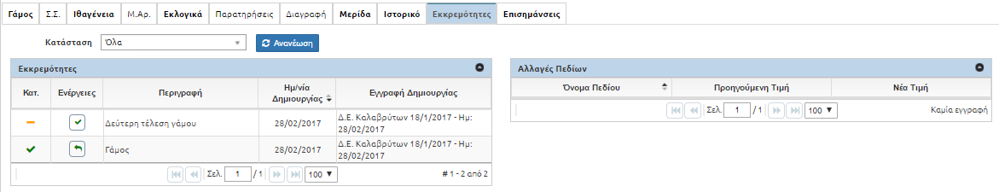 Γάμος Σ.Σ. Ιθαγένεια Μ.Αρ. Εκλογικά Παρατηρήσεις Διαγραφή Μερίδα Ιστορικό Εκκρεμότητες Επισημάνσεις
Κατάσταση Όλα Ανανέωση
Εκκρεμότητες
Κατ. Ενέργειες Περιγραφή Ημ/νία Δημιουργίας Εγγραφή Δημιουργίας
Δεύτερη τέλεση γάμου 28/02/2017 Δ.Ε. Καλαβρύτων 18/1/2017 - Ημ:
28/02/2017
Γάμος 28/02/2017 Δ.Ε. Καλαβρύτων 18/1/2017 - Ημ:
28/02/2017
Σελ. 1 / 1 100 # 1 - 2 από 2
Αλλαγές Πεδίων
Όνομα Πεδίου Προηγούμενη Τιμή Νέα Τιμή
Σελ. 1 / 1 100 Καμία εγγραφή